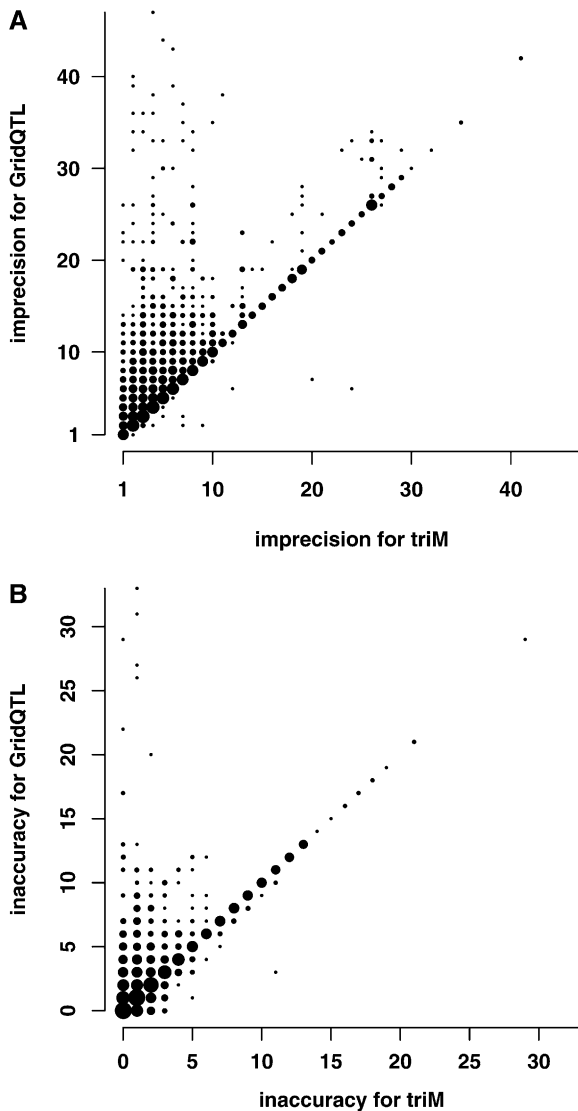 A
imprecision for GridQTL
40
30
20
10
1
1 10 20 30 40
imprecision for triM
B
inaccuracy for GridQTL
30
25
20
15
10
5
0
0 5 10 15 20 25 30
inaccuracy for triM